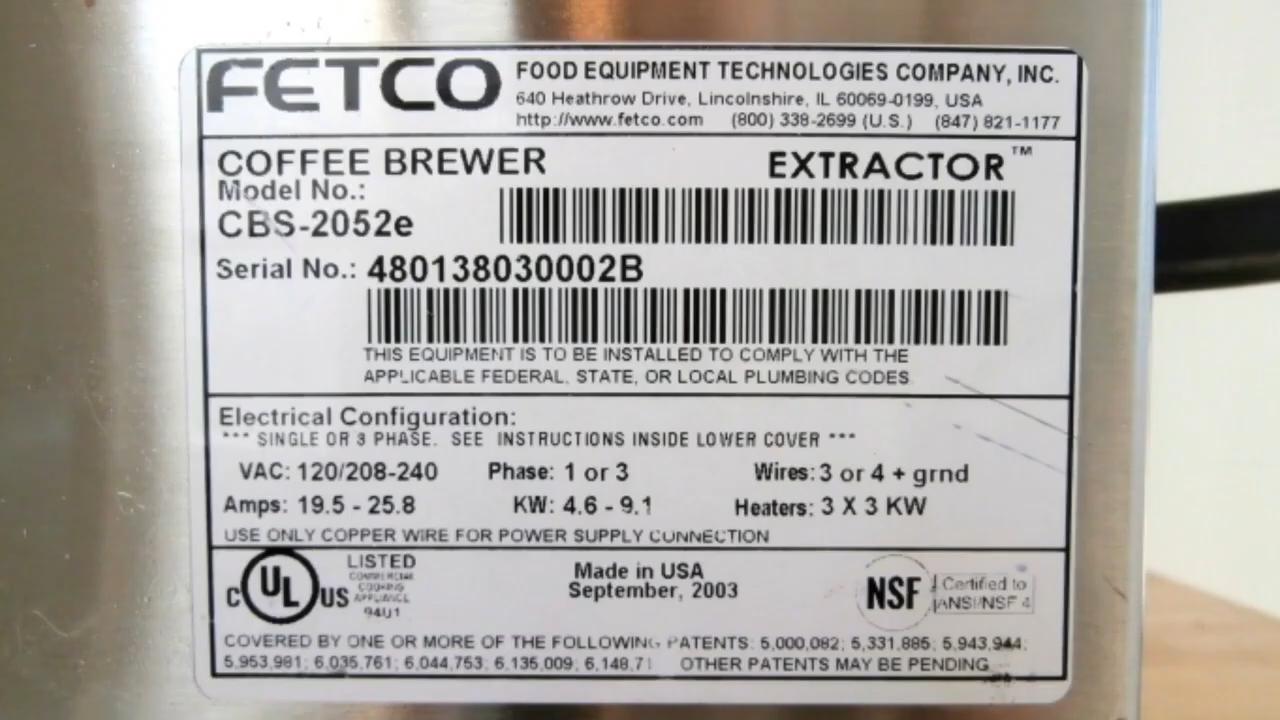 FETCO
FOOD EQUIPMENT TECHNOLOGIES COMPANY, INC.
640 Heathrow Drive, Lincolnshire, IL 60069-0199, USA
http://www.fetco.com (800) 338-2699 (U.S.) (847) 821-1177
COFFEE BREWER EXTRACTOR™
Model No.:
CBS-2052e
Serial No.: 480138030002B
THIS EQUIPMENT IS TO BE INSTALLED TO COMPLY WITH THE
APPLICABLE FEDERAL, STATE, OR LOCAL PLUMBING CODES
Electrical Configuration:
*** SINGLE OR 3 PHASE. SEE INSTRUCTIONS INSIDE LOWER COVER ***
VAC: 120/208-240 Phase: 1 or 3 Wires: 3 or 4 + grnd
Amps: 19.5 - 25.8 KW: 4.6 - 9.1 Heaters: 3 X 3 KW
USE ONLY COPPER WIRE FOR POWER SUPPLY CONNECTION
C UL US
LISTED
COMMERCIAL
COOKING
APPLIANCE
94U1
Made in USA
September, 2003
NSF
Certified to
ANSI/NSF 4
COVERED BY ONE OR MORE OF THE FOLLOWING PATENTS: 5,000,082; 5,331,885; 5,943,944;
5,953,981; 6,035,761; 6,044,753; 6,135,009; OTHER PATENTS MAY BE PENDING